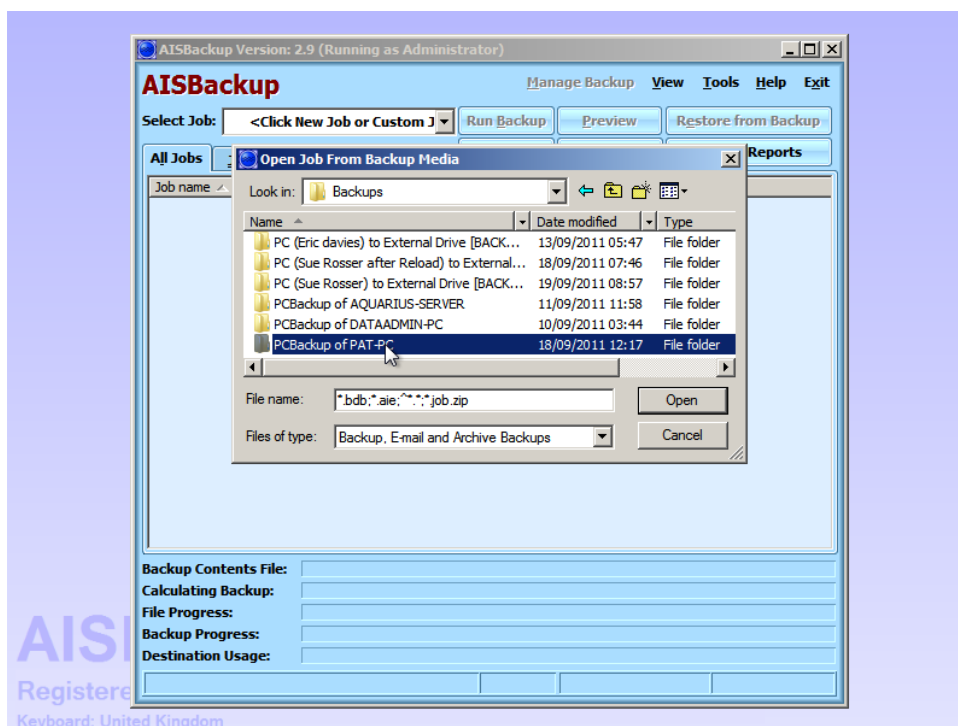 AISBackup Version: 2.9 (Running as Administrator)
AISBackup
Manage Backup View Tools Help Exit
Select Job: <Click New Job or Custom J Run Backup Preview Restore from Backup
All Jobs Reports
Open Job From Backup Media
Job name
Look in: Backups
Name Date modified Type
PC (Eric davies) to External Drive [BACK... 13/09/2011 05:47 File folder
PC (Sue Rosser after Reload) to External... 18/09/2011 07:46 File folder
PC (Sue Rosser) to External Drive [BACK... 19/09/2011 08:57 File folder
PCBackup of AQUARIUS-SERVER 11/09/2011 11:58 File folder
PCBackup of DATAADMIN-PC 10/09/2011 03:44 File folder
PCBackup of PAT-PC 18/09/2011 12:17 File folder
File name: *.bdb;*.aie;^*.*;*.job.zip Open
Files of type: Backup, E-mail and Archive Backups Cancel
Backup Contents File:
Calculating Backup:
File Progress:
Backup Progress:
Destination Usage:
AIS
Registere
Keyboard: United Kingdom